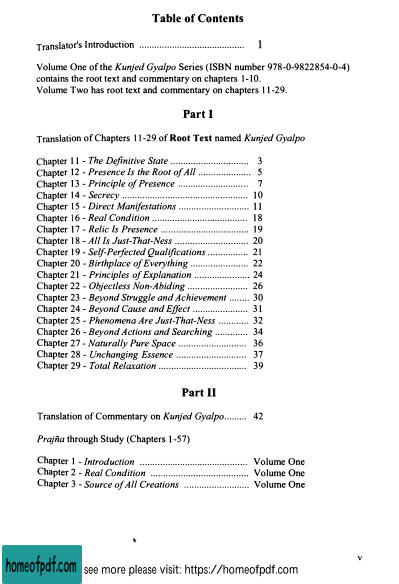 Table of Contents
Translator's Introduction .......................................... 1
Volume One of the Kunjed Gyalpo Series (ISBN number 978-0-9822854-0-4)
contains the root text and commentary on chapters 1-10.
Volume Two has root text and commentary on chapters 11-29.
Part I
Translation of Chapters 11-29 of Root Text named Kunjed Gyalpo
Chapter 11 - The Definitive State .............................. 3
Chapter 12 - Presence Is the Root of All .................... 5
Chapter 13 - Principle of Presence ........................... 7
Chapter 14 - Secrecy ................................................ 10
Chapter 15 - Direct Manifestations ........................... 11
Chapter 16 - Real Condition ..................................... 18
Chapter 17 - Relic Is Presence .................................. 19
Chapter 18 - All Is Just-That-Ness ............................ 20
Chapter 19 - Self-Perfected Qualifications ................ 21
Chapter 20 - Birthplace of Everything ...................... 22
Chapter 21 - Principles of Explanation ..................... 24
Chapter 22 - Objectless Non-Abiding ....................... 26
Chapter 23 - Beyond Struggle and Achievement ........ 30
Chapter 24 - Beyond Cause and Effect ..................... 31
Chapter 25 - Phenomena Are Just-That-Ness ............ 32
Chapter 26 - Beyond Actions and Searching ............. 34
Chapter 27 - Naturally Pure Space .......................... 36
Chapter 28 - Unchanging Essence ........................... 37
Chapter 29 - Total Relaxation .................................. 39
Part II
Translation of Commentary on Kunjed Gyalpo......... 42
Prajña through Study (Chapters 1-57)
Chapter 1 - Introduction .......................................... Volume One
Chapter 2 - Real Condition ...................................... Volume One
Chapter 3 - Source of All Creations ......................... Volume One
v
homeofpdf.com see more please visit: https://homeofpdf.com